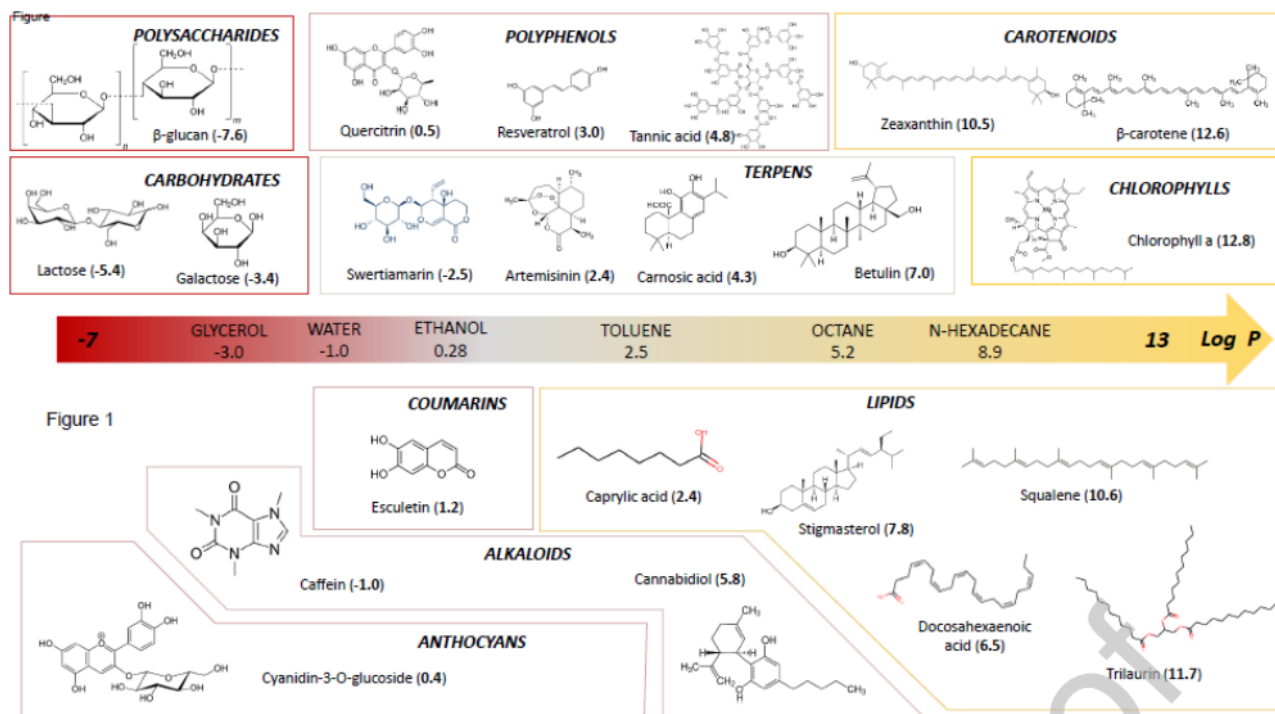 Figure
POLYSACCHARIDES
β-glucan (-7.6)
POLYPHENOLS
Quercitrin (0.5)
Resveratrol (3.0)
Tannic acid (4.8)
CAROTENOIDS
Zeaxanthin (10.5)
β-carotene (12.6)
CARBOHYDRATES
Lactose (-5.4)
Galactose (-3.4)
TERPENS
Swertiamarin (-2.5)
Artemisinin (2.4)
Carnosic acid (4.3)
Betulin (7.0)
CHLOROPHYLLS
Chlorophyll a (12.8)
-7
GLYCEROL
-3.0
WATER
-1.0
ETHANOL
0.28
TOLUENE
2.5
OCTANE
5.2
N-HEXADECANE
8.9
13
Log P
Figure 1
COUMARINS
Esculetin (1.2)
LIPIDS
Caprylic acid (2.4)
Stigmasterol (7.8)
Squalene (10.6)
Docosahexaenoic
acid (6.5)
Trilaurin (11.7)
ALKALOIDS
Caffein (-1.0)
Cannabidiol (5.8)
ANTHOCYANS
Cyanidin-3-O-glucoside (0.4)